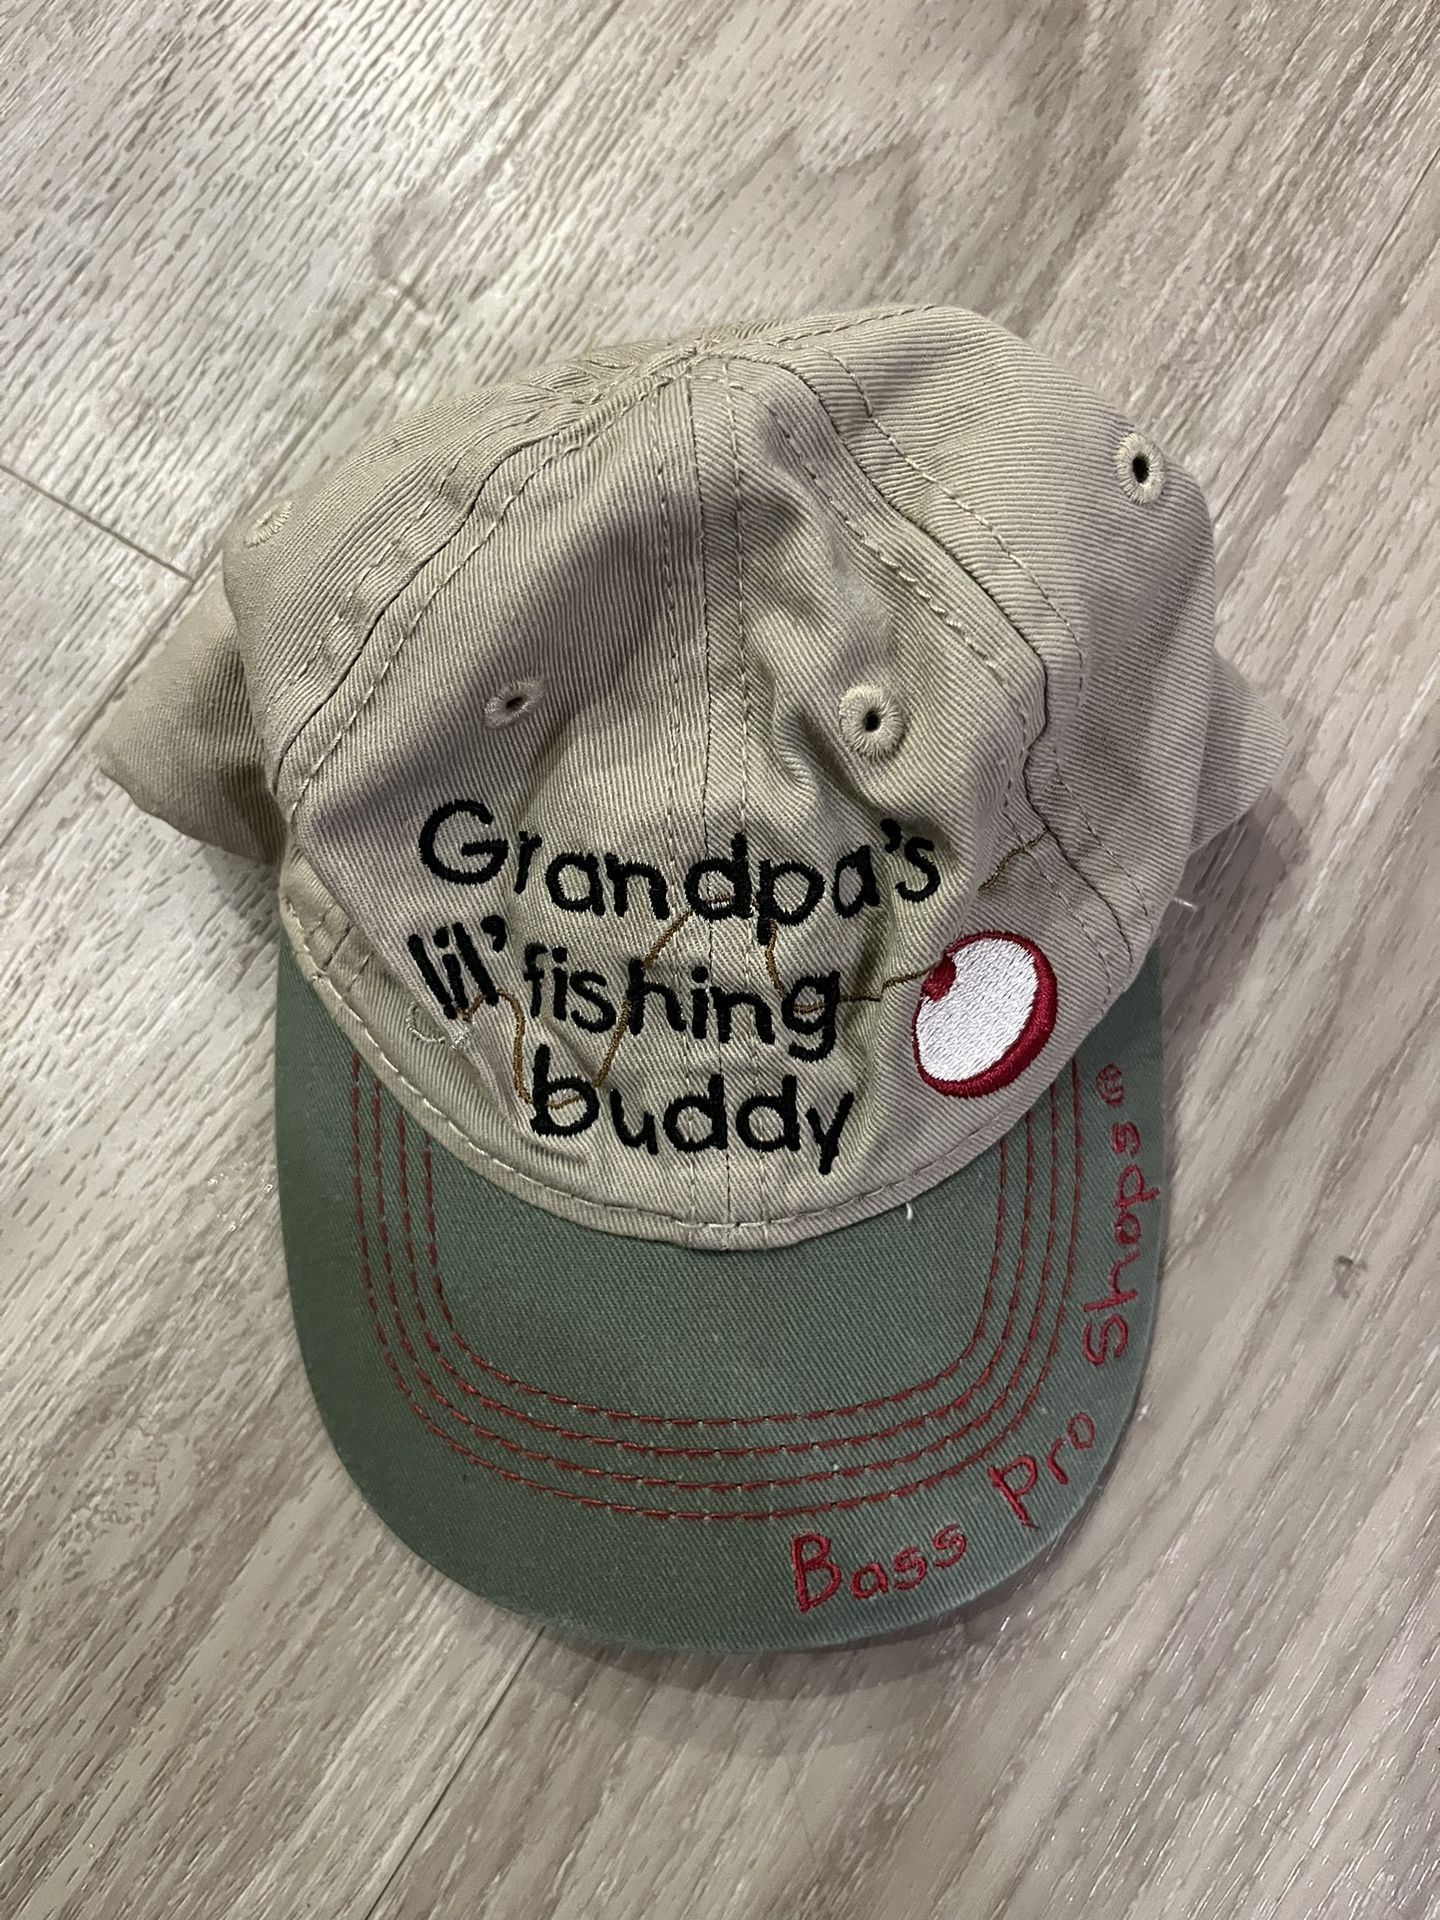 Grandpa's
lil' fishing
buddy
Bass Pro Shops®